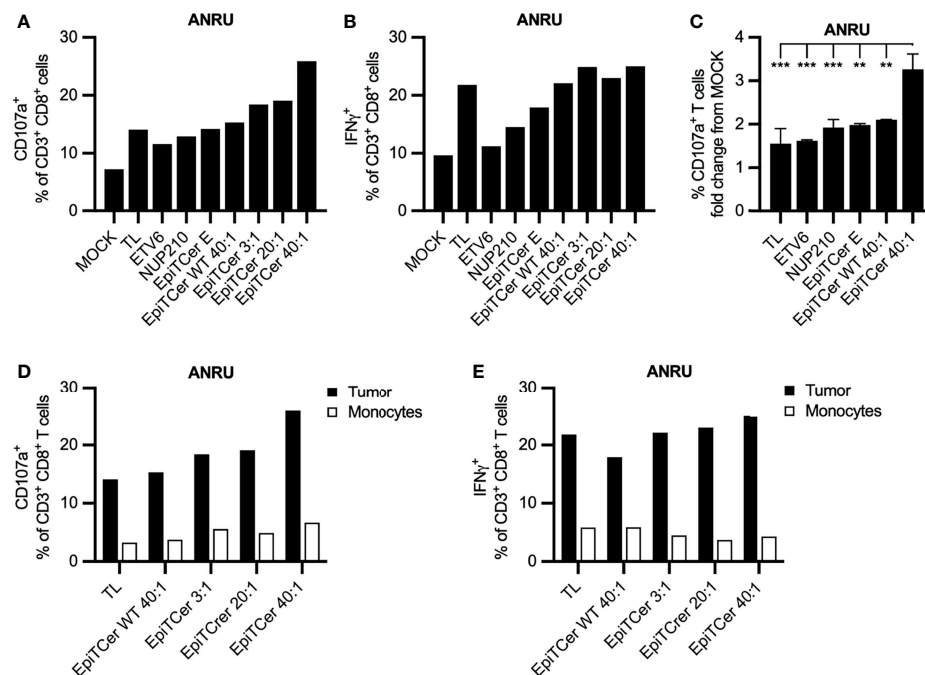 A
ANRU
CD107a+
% of CD3+ CD8+ cells
30
20
10
0
MOCK
TL
ETV6
NUP210
EpiTCer E
EpiTCer WT 40:1
EpiTCer 3:1
EpiTCer 20:1
EpiTCer 40:1
B
ANRU
IFNγ+
% of CD3+ CD8+ cells
30
20
10
0
MOCK
TL
ETV6
NUP210
EpiTCer E
EpiTCer WT 40:1
EpiTCer 3:1
EpiTCer 20:1
EpiTCer 40:1
C
ANRU
% CD107a+ T cells
fold change from MOCK
4
3
2
1
0
*** *** *** ** **
TL
ETV6
NUP210
EpiTCer E
EpiTCer WT 40:1
EpiTCer 40:1
D
ANRU
CD107a+
% of CD3+ CD8+ T cells
30
20
10
0
Tumor
Monocytes
TL
EpiTCer WT 40:1
EpiTCer 3:1
EpiTCrer 20:1
EpiTCer 40:1
E
ANRU
IFNγ+
% of CD3+ CD8+ T cells
30
20
10
0
Tumor
Monocytes
TL
EpiTCer WT 40:1
EpiTCer 3:1
EpiTCrer 20:1
EpiTCer 40:1